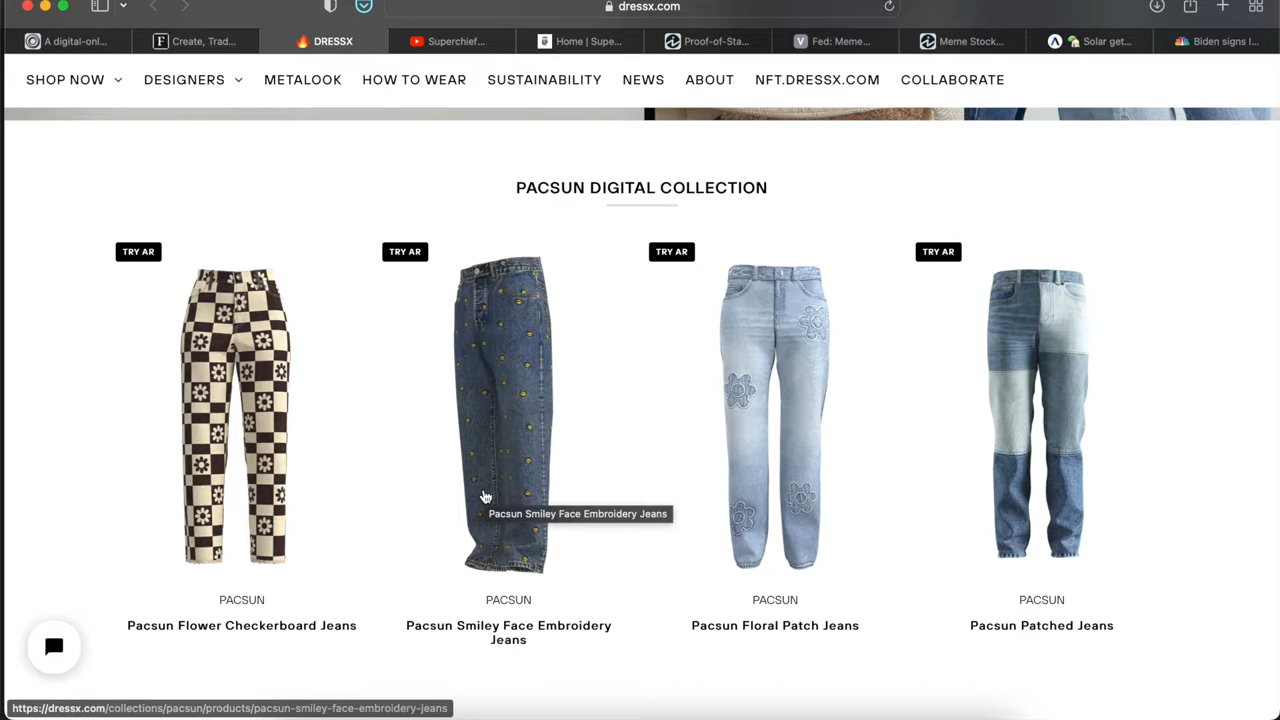 dressx.com
A digital-onl...
Create, Trad...
DRESSX
Superchief...
Home | Supe...
Proof-of-Sta...
Fed: Meme...
Meme Stock...
Solar get...
Biden signs I...
SHOP NOW
DESIGNERS
METALOOK
HOW TO WEAR
SUSTAINABILITY
NEWS
ABOUT
NFT.DRESSX.COM
COLLABORATE
PACSUN DIGITAL COLLECTION
TRY AR
TRY AR
TRY AR
TRY AR
Pacsun Smiley Face Embroidery Jeans
PACSUN
Pacsun Flower Checkerboard Jeans
PACSUN
Pacsun Smiley Face Embroidery
Jeans
PACSUN
Pacsun Floral Patch Jeans
PACSUN
Pacsun Patched Jeans
https://dressx.com/collections/pacsun/products/pacsun-smiley-face-embroidery-jeans